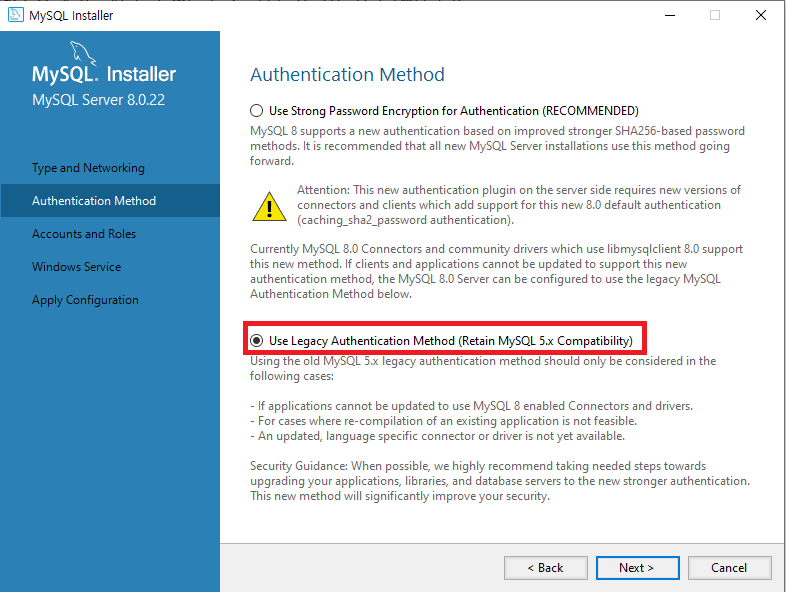 MySQL Installer
MySQL. Installer
MySQL Server 8.0.22
Type and Networking
Authentication Method
Accounts and Roles
Windows Service
Apply Configuration
Authentication Method
Use Strong Password Encryption for Authentication (RECOMMENDED)
MySQL 8 supports a new authentication based on improved stronger SHA256-based password
methods. It is recommended that all new MySQL Server installations use this method going
forward.
Attention: This new authentication plugin on the server side requires new versions of
connectors and clients which add support for this new 8.0 default authentication
(caching_sha2_password authentication).
Currently MySQL 8.0 Connectors and community drivers which use libmysqlclient 8.0 support
this new method. If clients and applications cannot be updated to support this new
authentication method, the MySQL 8.0 Server can be configured to use the legacy MySQL
Authentication Method below.
Use Legacy Authentication Method (Retain MySQL 5.x Compatibility)
Using the old MySQL 5.x legacy authentication method should only be considered in the
following cases:
- If applications cannot be updated to use MySQL 8 enabled Connectors and drivers.
- For cases where re-compilation of an existing application is not feasible.
- An updated, language specific connector or driver is not yet available.
Security Guidance: When possible, we highly recommend taking needed steps towards
upgrading your applications, libraries, and database servers to the new stronger authentication.
This new method will significantly improve your security.
< Back
Next >
Cancel